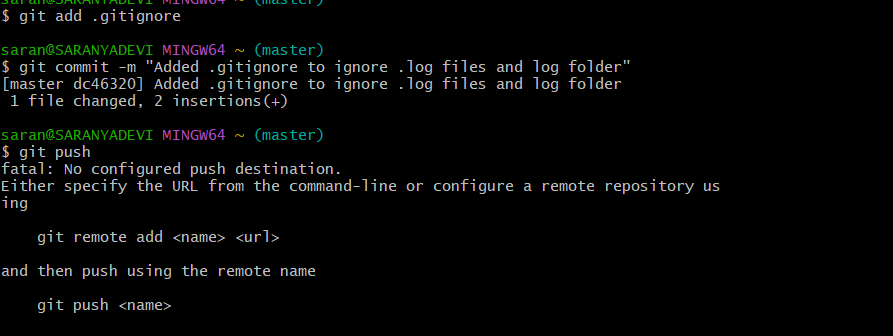 saran@SARANYADEVI MINGW64 ~ (master)
$ git add .gitignore
saran@SARANYADEVI MINGW64 ~ (master)
$ git commit -m "Added .gitignore to ignore .log files and log folder"
[master dc46320] Added .gitignore to ignore .log files and log folder
 1 file changed, 2 insertions(+)
saran@SARANYADEVI MINGW64 ~ (master)
$ git push
fatal: No configured push destination.
Either specify the URL from the command-line or configure a remote repository us
ing
    git remote add <name> <url>
and then push using the remote name
    git push <name>